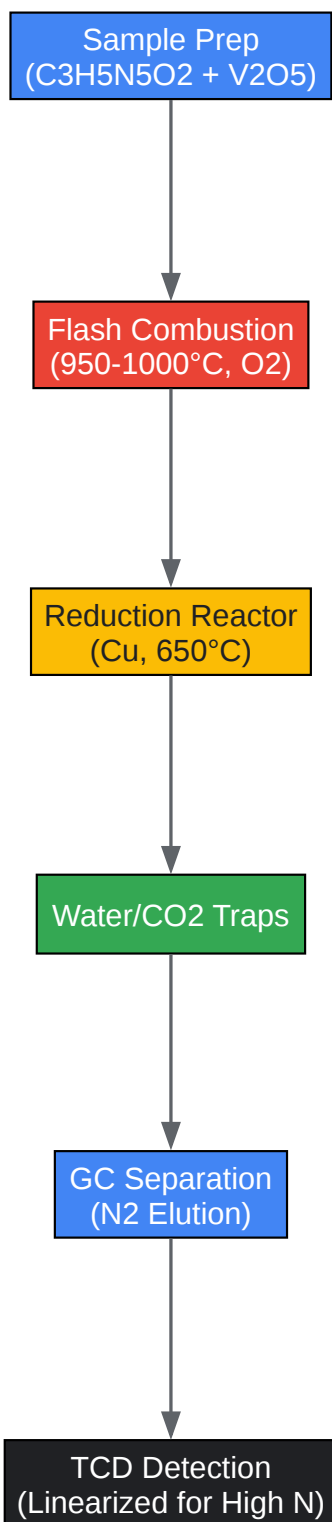 Sample Prep
(C3H5N5O2 + V2O5)
Flash Combustion
(950-1000°C, O2)
Reduction Reactor
(Cu, 650°C)
Water/CO2 Traps
GC Separation
(N2 Elution)
TCD Detection
(Linearized for High N)